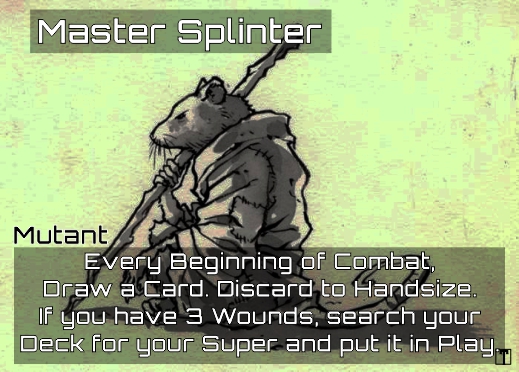 Master Splinter
Mutant
Every Beginning of Combat,
Draw a Card. Discard to Handsize.
If you have 3 Wounds, search your
Deck for your Super and put it in Play.
T